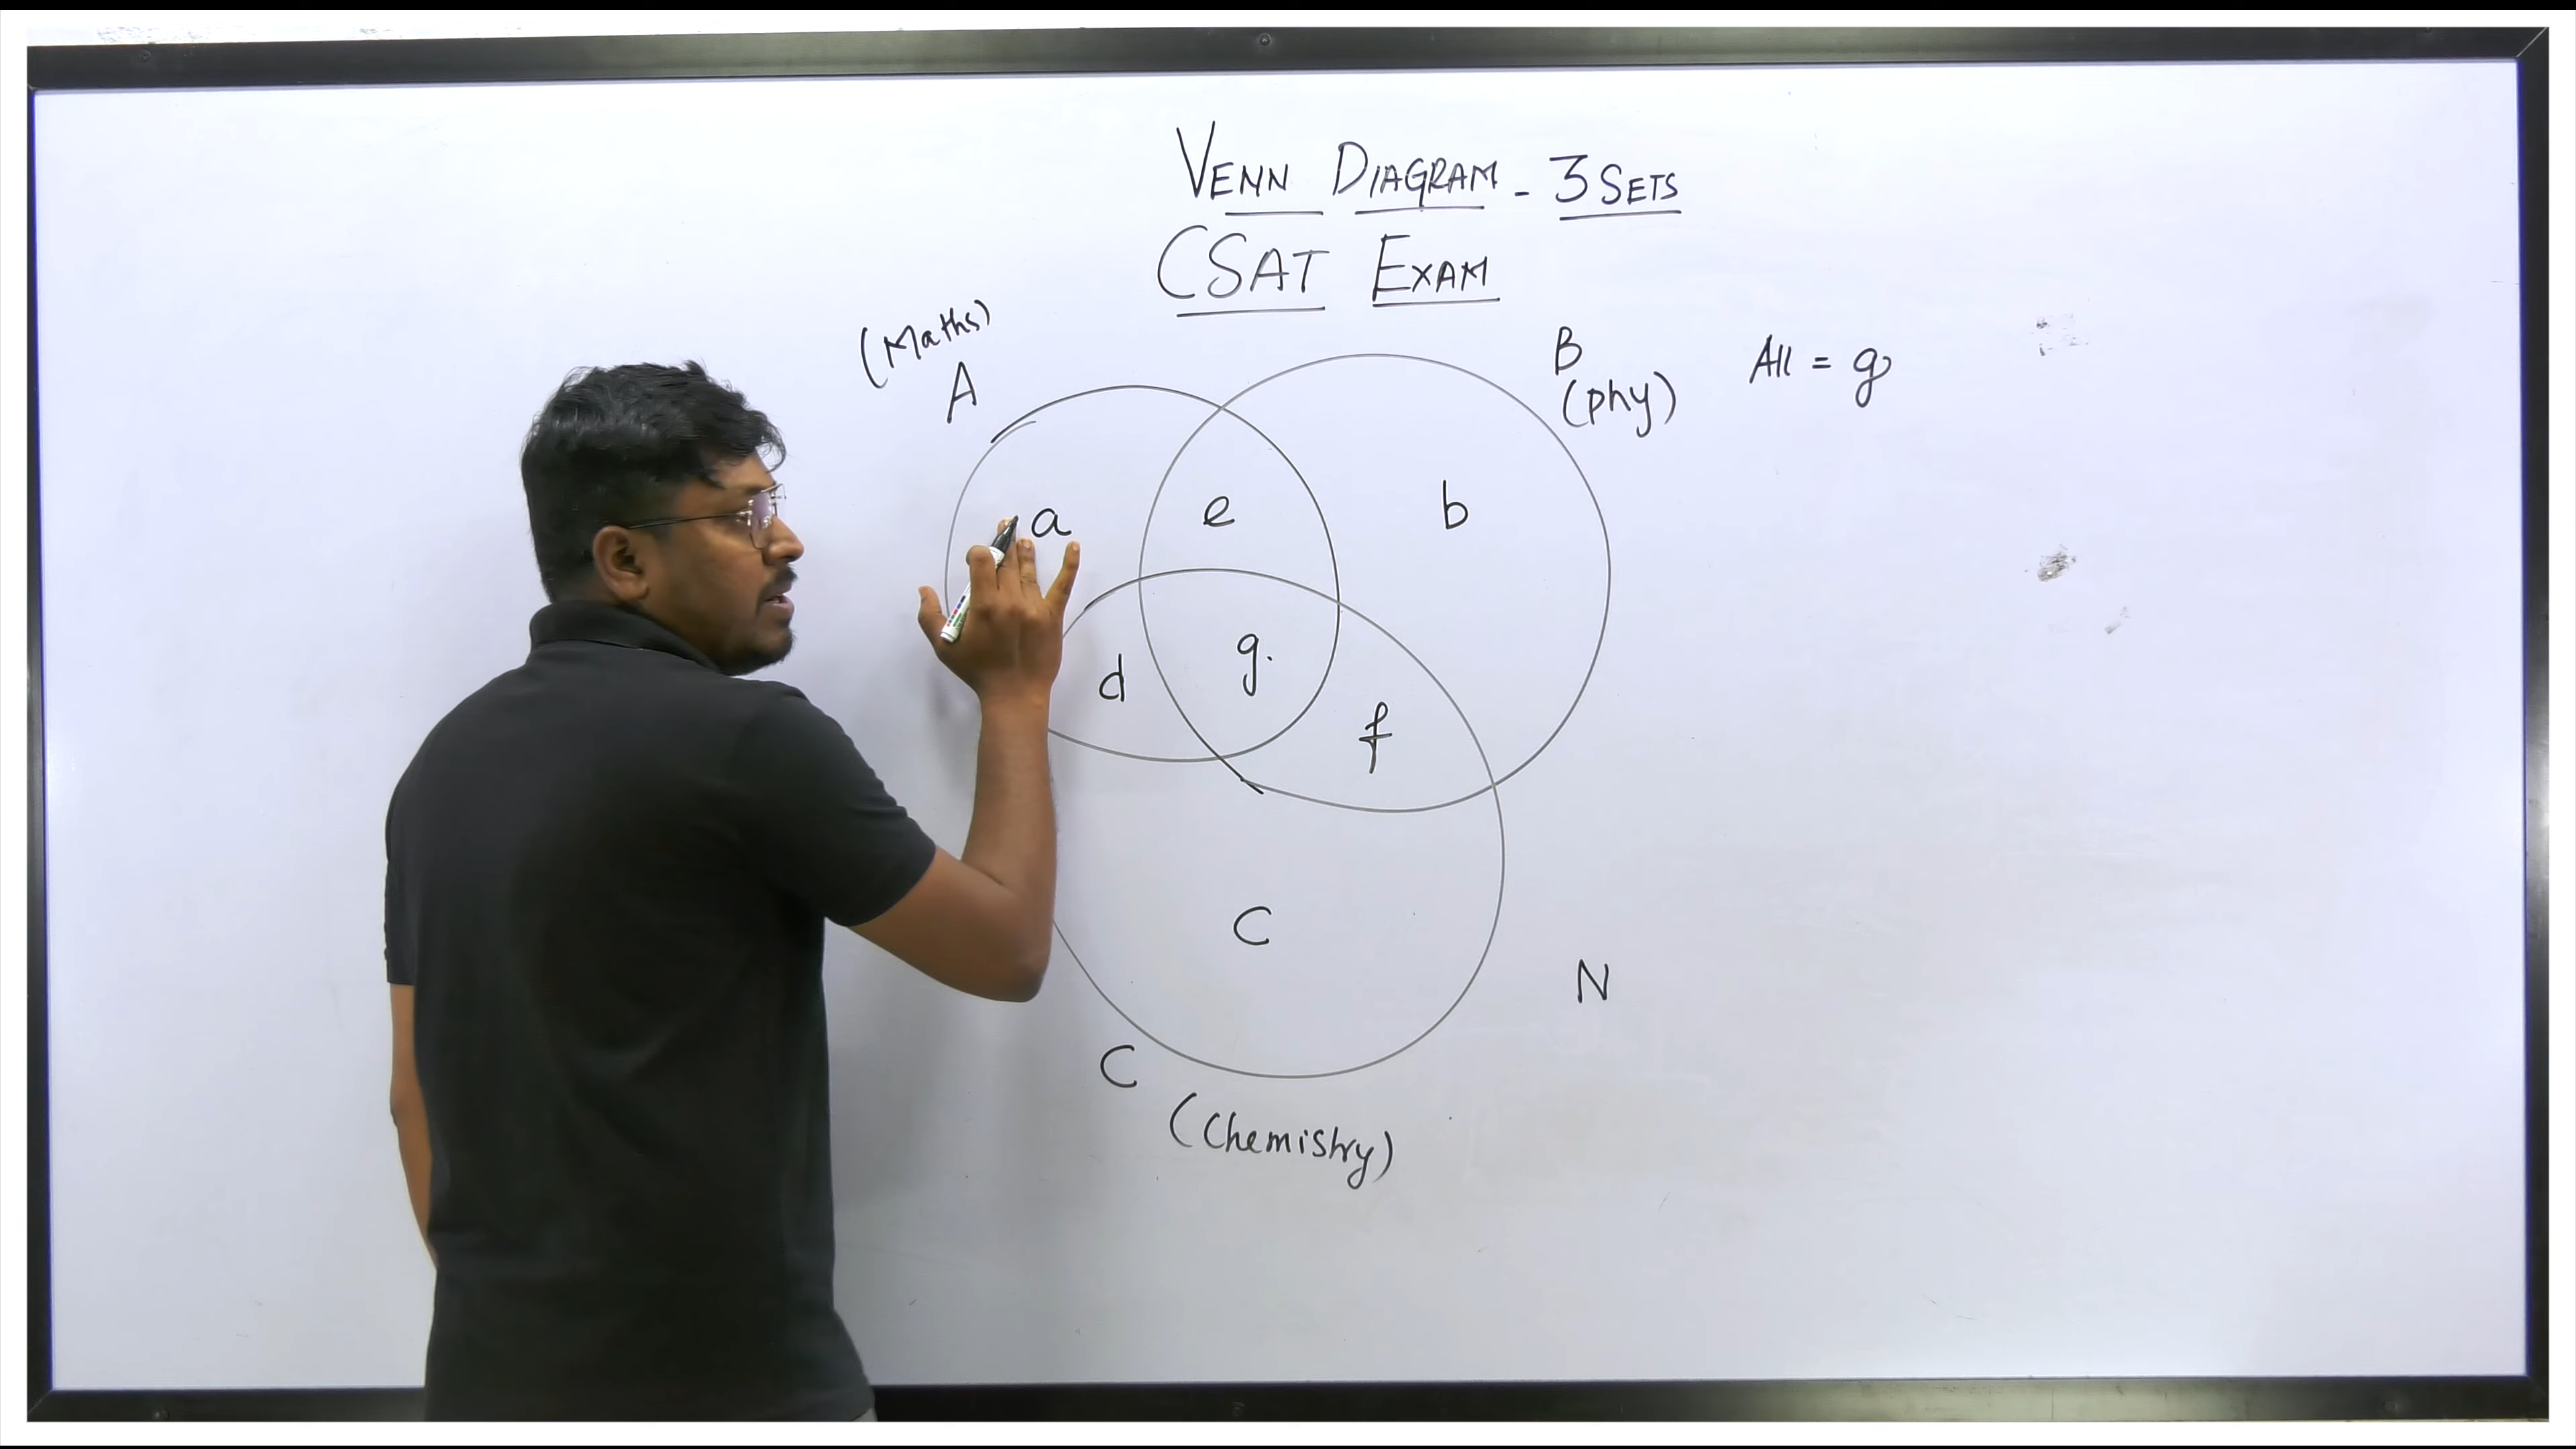 VENN DIAGRAM - 3 SETS
CSAT EXAM
(Maths)
A
B
(phy)
All = g
a
e
b
d
g.
f
C
N
C
(Chemistry)